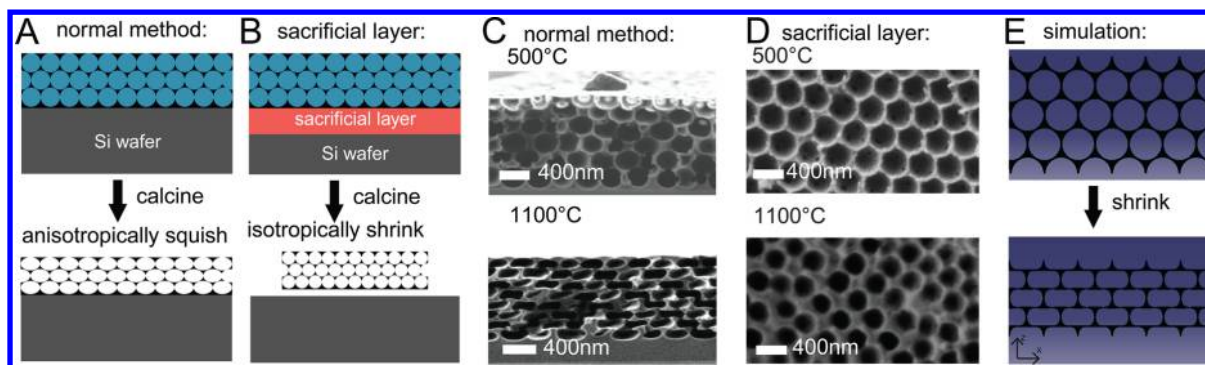 A normal method:
Si wafer
calcine
anisotropically squish
B sacrificial layer:
sacrificial layer
Si wafer
calcine
isotropically shrink
C normal method:
500°C
400nm
1100°C
400nm
D sacrificial layer:
500°C
400nm
1100°C
400nm
E simulation:
shrink
z
x